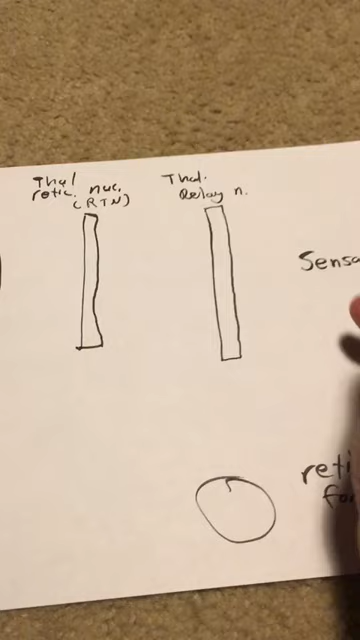 Thal
retic. nuc.
(RTN)
Thal.
Relay n.
Sensa
reti
fo